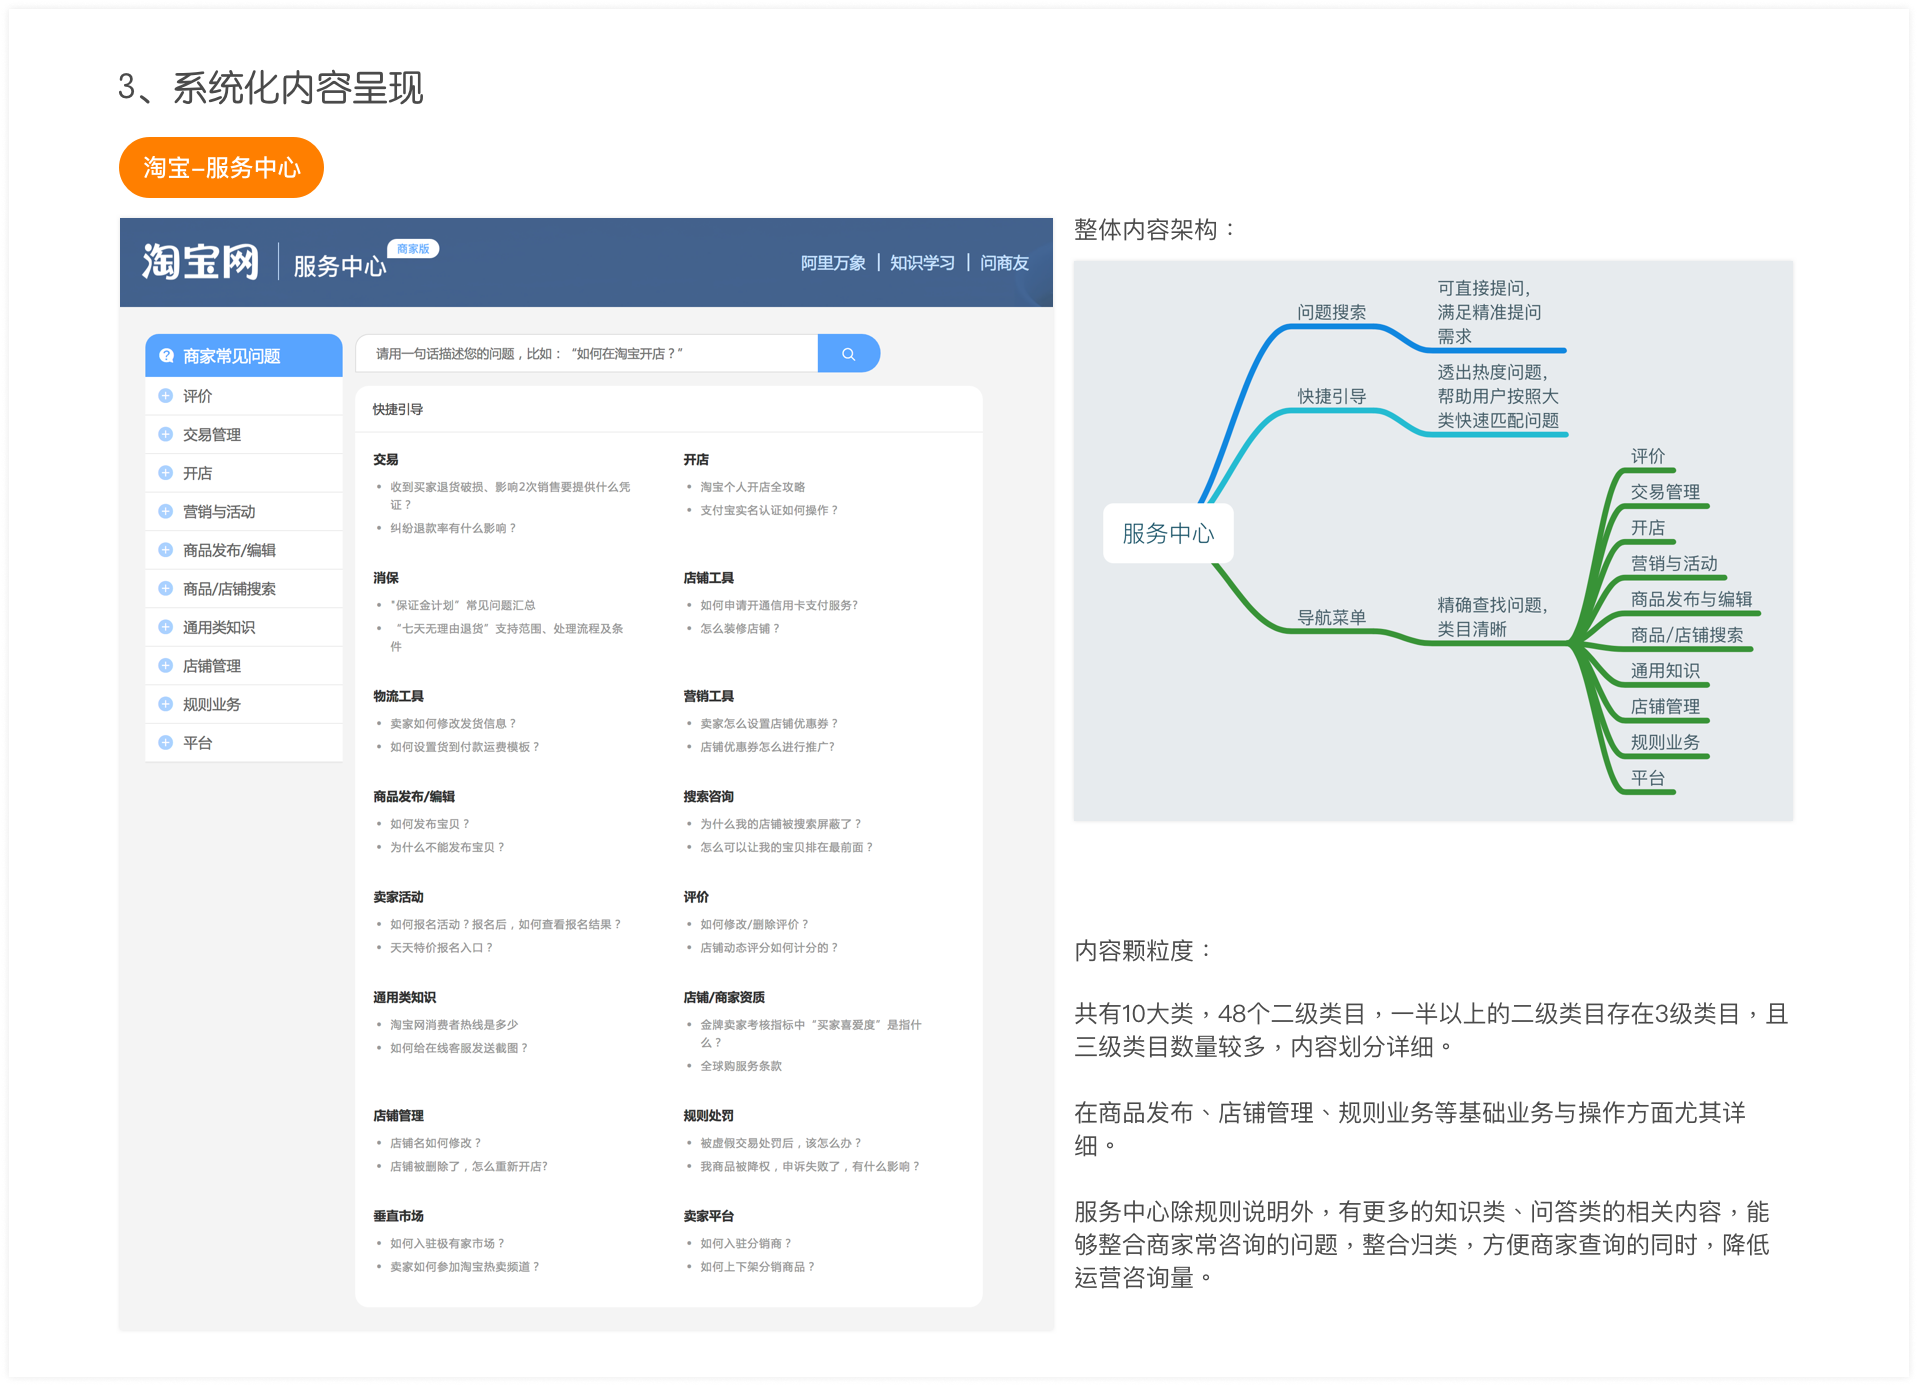 3、系统化内容呈现
淘宝-服务中心
淘宝网
服务中心
商家版
阿里万象 | 知识学习 | 问商友
商家常见问题
评价
交易管理
开店
营销与活动
商品发布/编辑
商品/店铺搜索
通用类知识
店铺管理
规则业务
平台
请用一句话描述您的问题，比如：“如何在淘宝开店？”
快捷引导
交易
• 收到买家退货破损、影响2次销售要提供什么凭
证？
• 纠纷退款率有什么影响？
开店
• 淘宝个人开店全攻略
• 支付宝实名认证如何操作？
消保
• “保证金计划”常见问题汇总
• “七天无理由退货”支持范围、处理流程及条
件
店铺工具
• 如何申请开通信用卡支付服务?
• 怎么装修店铺？
物流工具
• 卖家如何修改发货信息？
• 如何设置货到付款运费模板？
营销工具
• 卖家怎么设置店铺优惠券？
• 店铺优惠券怎么进行推广?
商品发布/编辑
• 如何发布宝贝？
• 为什么不能发布宝贝？
搜索咨询
• 为什么我的店铺被搜索屏蔽了？
• 怎么可以让我的宝贝排在最前面？
卖家活动
• 如何报名活动？报名后，如何查看报名结果？
• 天天特价报名入口？
评价
• 如何修改/删除评价？
• 店铺动态评分如何计分的？
通用类知识
• 淘宝网消费者热线是多少
• 如何给在线客服发送截图？
店铺/商家资质
• 金牌卖家考核指标中“买家喜爱度”是指什
么？
• 全球购服务条款
店铺管理
• 店铺名如何修改？
• 店铺被删除了，怎么重新开店?
规则处罚
• 被虚假交易处罚后，该怎么办？
• 我商品被降权，申诉失败了，有什么影响？
垂直市场
• 如何入驻极有家市场？
• 卖家如何参加淘宝热卖频道？
卖家平台
• 如何入驻分销商？
• 如何上下架分销商品？
整体内容架构：
服务中心
问题搜索
可直接提问，
满足精准提问
需求
快捷引导
透出热度问题，
帮助用户按照大
类快速匹配问题
导航菜单
精确查找问题，
类目清晰
评价
交易管理
开店
营销与活动
商品发布与编辑
商品/店铺搜索
通用知识
店铺管理
规则业务
平台
内容颗粒度：
共有10大类，48个二级类目，一半以上的二级类目存在3级类目，且
三级类目数量较多，内容划分详细。
在商品发布、店铺管理、规则业务等基础业务与操作方面尤其详
细。
服务中心除规则说明外，有更多的知识类、问答类的相关内容，能
够整合商家常咨询的问题，整合归类，方便商家查询的同时，降低
运营咨询量。